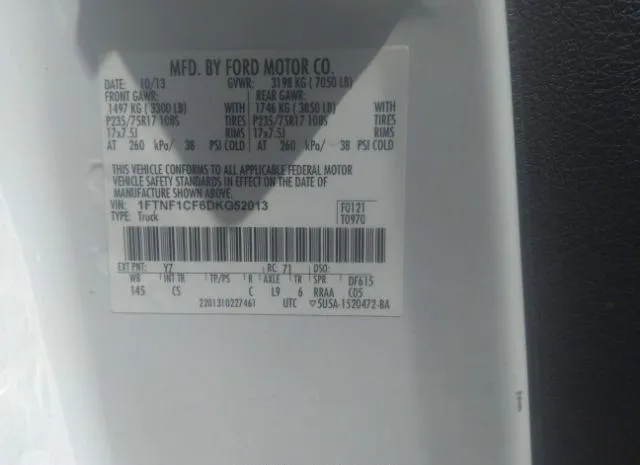 MFD. BY FORD MOTOR CO.
DATE: 10/13 GVWR: 3198 KG ( 7050 LB)
FRONT GAWR: REAR GAWR:
1497 KG ( 3300 LB) WITH 1746 KG ( 3850 LB) WITH
P235/75R17 108S TIRES P235/75R17 108S TIRES
17x7.5J RIMS 17x7.5J RIMS
AT 260 kPa/ 38 PSI COLD AT 260 kPa/ 38 PSI COLD
THIS VEHICLE CONFORMS TO ALL APPLICABLE FEDERAL MOTOR
VEHICLE SAFETY STANDARDS IN EFFECT ON THE DATE OF
MANUFACTURE SHOWN ABOVE.
VIN: 1FTNF1CF6DKG52013 F0121
TYPE: Truck T0970
EXT PNT: YZ RC: 71 DSO:
WB INT TR TP/PS R AXLE TR SPR DF615
145 CS C L9 6 RRAA C05
2201310227461 UTC ▽5U5A-1520472-BA